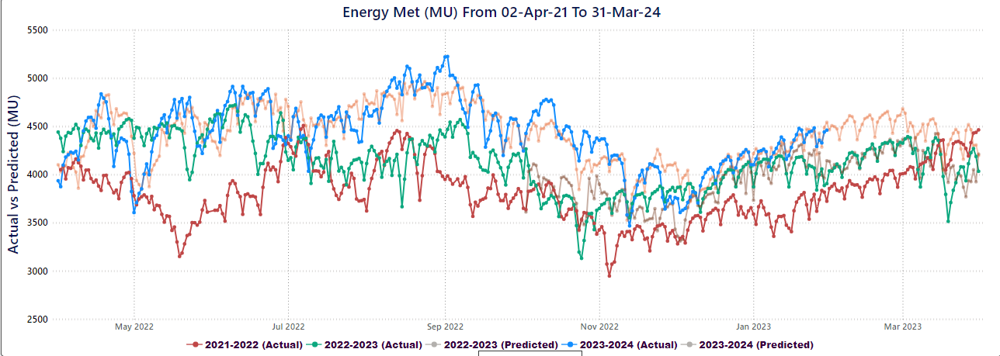 Energy Met (MU) From 02-Apr-21 To 31-Mar-24
Actual vs Predicted (MU)
5500
5000
4500
4000
3500
3000
2500
May 2022 Jul 2022 Sep 2022 Nov 2022 Jan 2023 Mar 2023
2021-2022 (Actual) 2022-2023 (Actual) 2022-2023 (Predicted) 2023-2024 (Actual) 2023-2024 (Predicted)